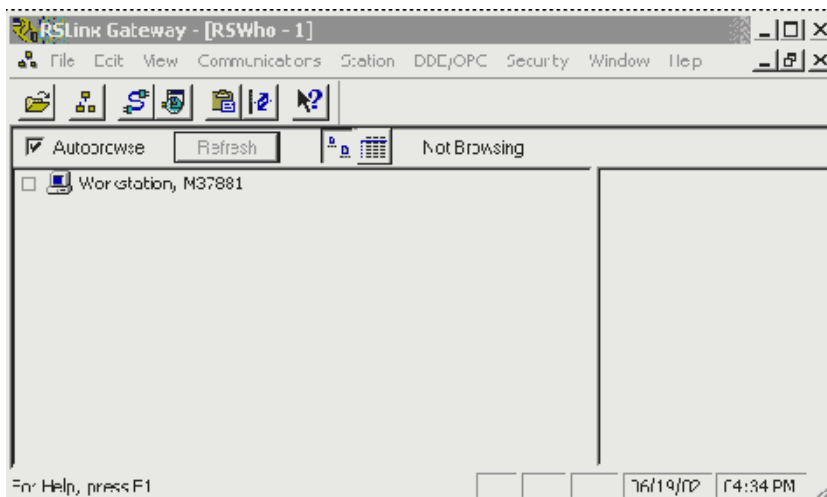 RSLinx Gateway - [RSWho - 1]
File Edit View Communications Station DDE/OPC Security Window Help
Autobrowse Refresh Not Browsing
Workstation, M37881
For Help, press F1 06/19/02 04:34 PM